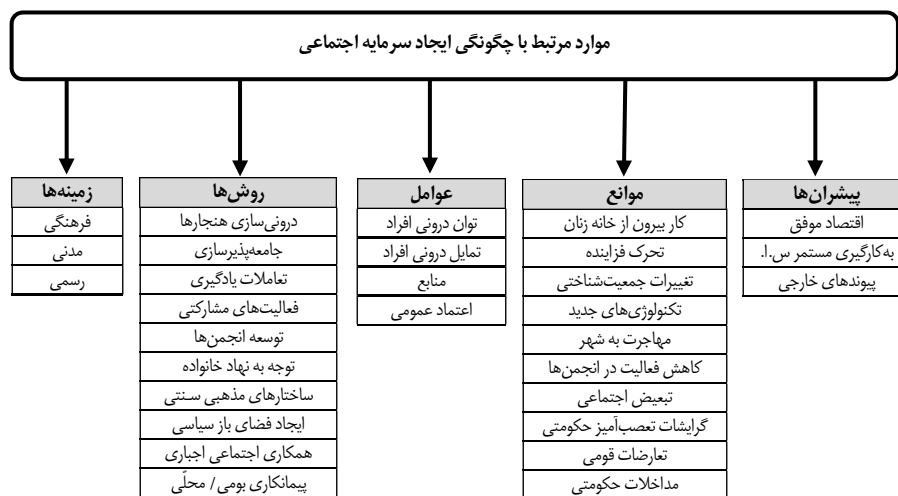 موارد مرتبط با چگونگی ایجاد سرمایه اجتماعی
پیشران‌ها
اقتصاد موفق
به‌کارگیری مستمر س.ا.
پیوندهای خارجی
موانع
کار بیرون از خانه زنان
تحرک فزاینده
تغییرات جمعیت‌شناختی
تکنولوژی‌های جدید
مهاجرت به شهر
کاهش فعالیت در انجمن‌ها
تبعیض اجتماعی
گرایشات تعصب‌آمیز حکومتی
تعارضات قومی
مداخلات حکومتی
عوامل
توان درونی افراد
تمایل درونی افراد
منابع
اعتماد عمومی
روش‌ها
درونی‌سازی هنجارها
جامعه‌پذیرسازی
تعاملات یادگیری
فعالیت‌های مشارکتی
توسعه انجمن‌ها
توجه به نهاد خانواده
ساختارهای مذهبی سنتی
ایجاد فضای باز سیاسی
همکاری اجتماعی اجباری
پیمانکاری بومی/ محلّی
زمینه‌ها
فرهنگی
مدنی
رسمی